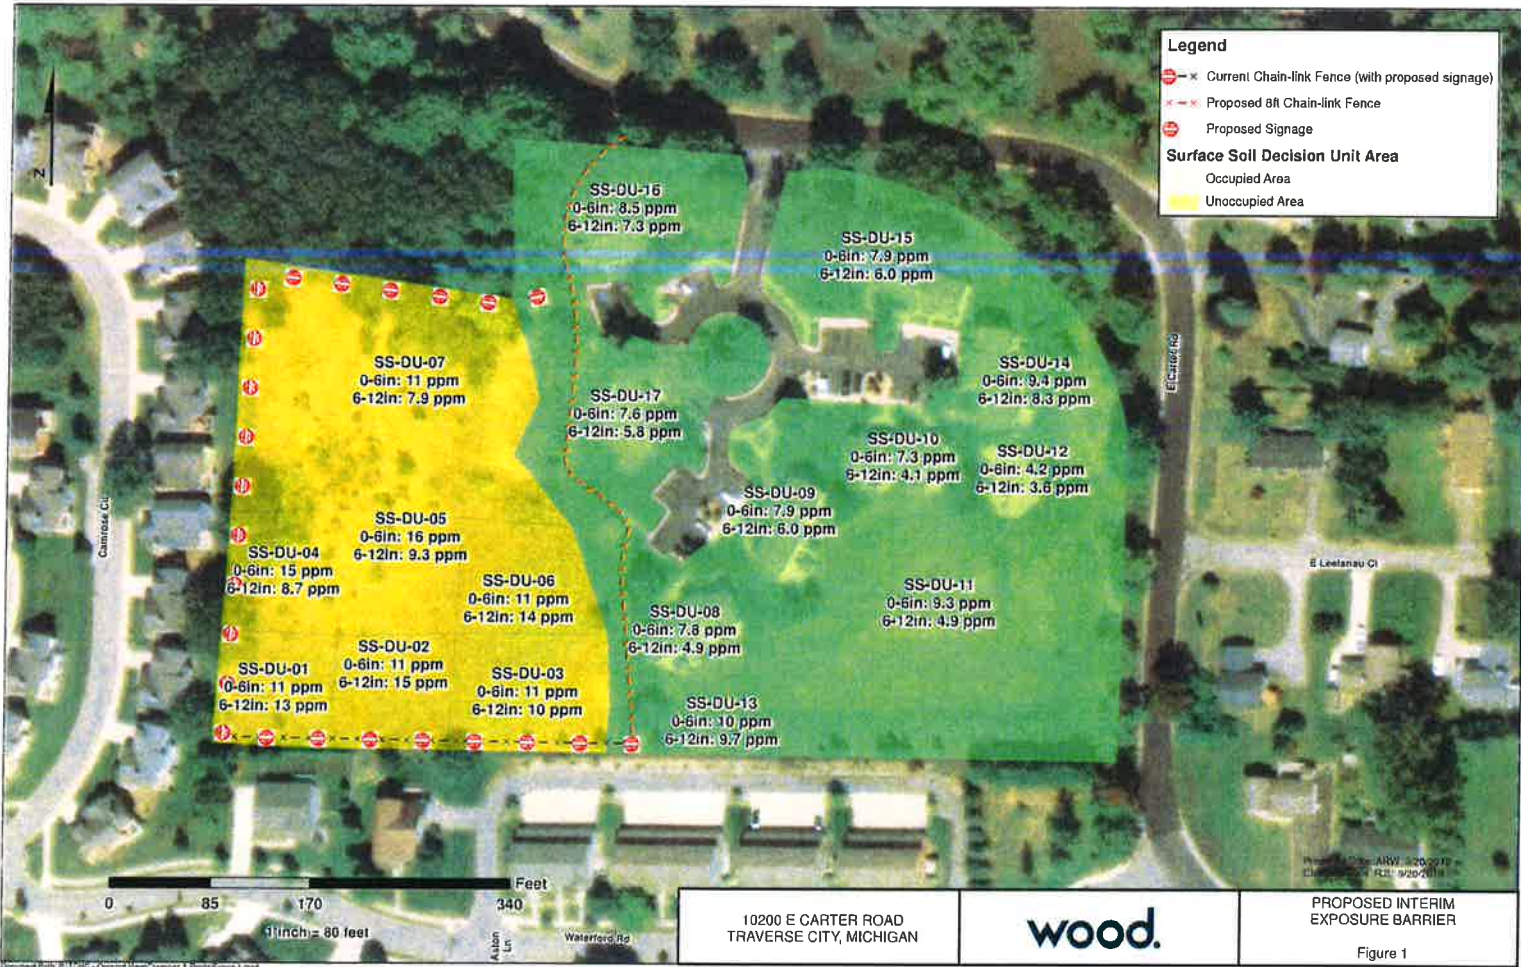 Legend
Current Chain-link Fence (with proposed signage)
Proposed 8ft Chain-link Fence
Proposed Signage
Surface Soil Decision Unit Area
Occupied Area
Unoccupied Area
N
SS-DU-16
0-6in: 8.5 ppm
6-12in: 7.3 ppm
SS-DU-15
0-6in: 7.9 ppm
6-12in: 6.0 ppm
SS-DU-07
0-6in: 11 ppm
6-12in: 7.9 ppm
SS-DU-17
0-6in: 7.6 ppm
6-12in: 5.8 ppm
SS-DU-14
0-6in: 9.4 ppm
6-12in: 8.3 ppm
E Carter Rd
SS-DU-10
0-6in: 7.3 ppm
6-12in: 4.1 ppm
SS-DU-12
0-6in: 4.2 ppm
6-12in: 3.6 ppm
SS-DU-09
0-6in: 7.9 ppm
6-12in: 6.0 ppm
Camrose Ct
SS-DU-05
0-6in: 16 ppm
6-12in: 9.3 ppm
SS-DU-04
0-6in: 15 ppm
6-12in: 8.7 ppm
SS-DU-06
0-6in: 11 ppm
6-12in: 14 ppm
E Leelanau Ct
SS-DU-11
0-6in: 9.3 ppm
6-12in: 4.9 ppm
SS-DU-08
0-6in: 7.8 ppm
6-12in: 4.9 ppm
SS-DU-01
0-6in: 11 ppm
6-12in: 13 ppm
SS-DU-02
0-6in: 11 ppm
6-12in: 15 ppm
SS-DU-03
0-6in: 11 ppm
6-12in: 10 ppm
SS-DU-13
0-6in: 10 ppm
6-12in: 9.7 ppm
Feet
0 85 170 340
1 inch = 80 feet
Aston Ln
Waterford Rd
10200 E CARTER ROAD
TRAVERSE CITY, MICHIGAN
wood.
PROPOSED INTERIM
EXPOSURE BARRIER
Figure 1